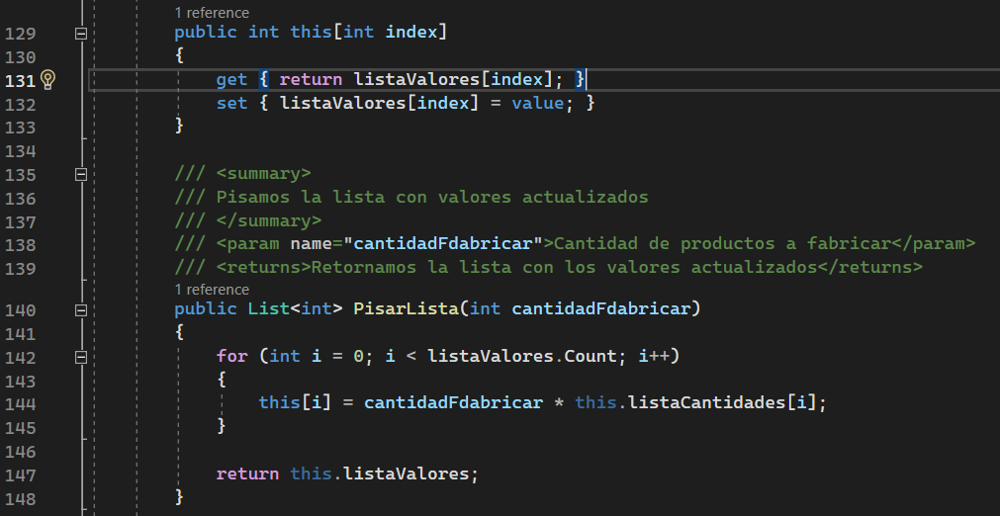 1 reference
129 public int this[int index]
130 {
131 get { return listaValores[index]; }
132 set { listaValores[index] = value; }
133 }
134
135 /// <summary>
136 /// Pisamos la lista con valores actualizados
137 /// </summary>
138 /// <param name="cantidadFdabricar">Cantidad de productos a fabricar</param>
139 /// <returns>Retornamos la lista con los valores actualizados</returns>
1 reference
140 public List<int> PisarLista(int cantidadFdabricar)
141 {
142 for (int i = 0; i < listaValores.Count; i++)
143 {
144 this[i] = cantidadFdabricar * this.listaCantidades[i];
145 }
146
147 return this.listaValores;
148 }